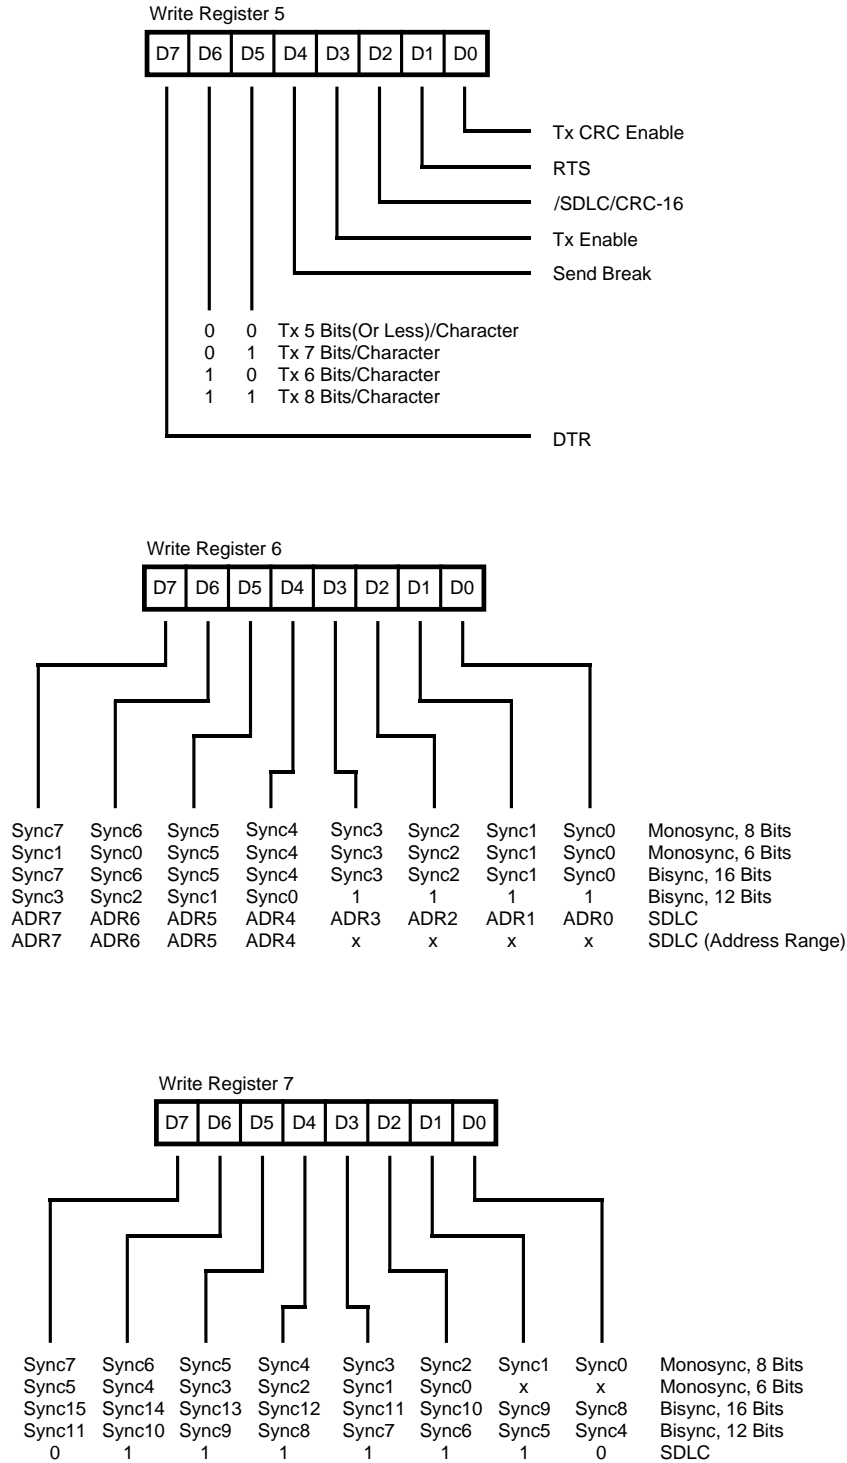 Write Register 5
D7 D6 D5 D4 D3 D2 D1 D0
Tx CRC Enable
RTS
/SDLC/CRC-16
Tx Enable
Send Break
0 0 Tx 5 Bits(Or Less)/Character
0 1 Tx 7 Bits/Character
1 0 Tx 6 Bits/Character
1 1 Tx 8 Bits/Character
DTR
Write Register 6
D7 D6 D5 D4 D3 D2 D1 D0
Sync7 Sync6 Sync5 Sync4 Sync3 Sync2 Sync1 Sync0 Monosync, 8 Bits
Sync1 Sync0 Sync5 Sync4 Sync3 Sync2 Sync1 Sync0 Monosync, 6 Bits
Sync7 Sync6 Sync5 Sync4 Sync3 Sync2 Sync1 Sync0 Bisync, 16 Bits
Sync3 Sync2 Sync1 Sync0 1 1 1 1 Bisync, 12 Bits
ADR7 ADR6 ADR5 ADR4 ADR3 ADR2 ADR1 ADR0 SDLC
ADR7 ADR6 ADR5 ADR4 x x x x SDLC (Address Range)
Write Register 7
D7 D6 D5 D4 D3 D2 D1 D0
Sync7 Sync6 Sync5 Sync4 Sync3 Sync2 Sync1 Sync0 Monosync, 8 Bits
Sync5 Sync4 Sync3 Sync2 Sync1 Sync0 x x Monosync, 6 Bits
Sync15 Sync14 Sync13 Sync12 Sync11 Sync10 Sync9 Sync8 Bisync, 16 Bits
Sync11 Sync10 Sync9 Sync8 Sync7 Sync6 Sync5 Sync4 Bisync, 12 Bits
0 1 1 1 1 1 1 0 SDLC